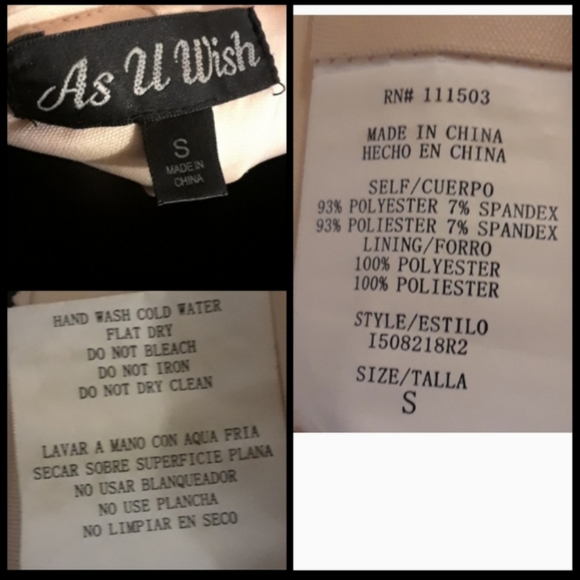 As U Wish
S
MADE IN
CHINA
HAND WASH COLD WATER
FLAT DRY
DO NOT BLEACH
DO NOT IRON
DO NOT DRY CLEAN
LAVAR A MANO CON AQUA FRIA
SECAR SOBRE SUPERFICIE PLANA
NO USAR BLANQUEADOR
NO USE PLANCHA
NO LIMPIAR EN SECO
RN# 111503
MADE IN CHINA
HECHO EN CHINA
SELF/CUERPO
93% POLYESTER 7% SPANDEX
93% POLIESTER 7% SPANDEX
LINING/FORRO
100% POLYESTER
100% POLIESTER
STYLE/ESTILO
I508218R2
SIZE/TALLA
S